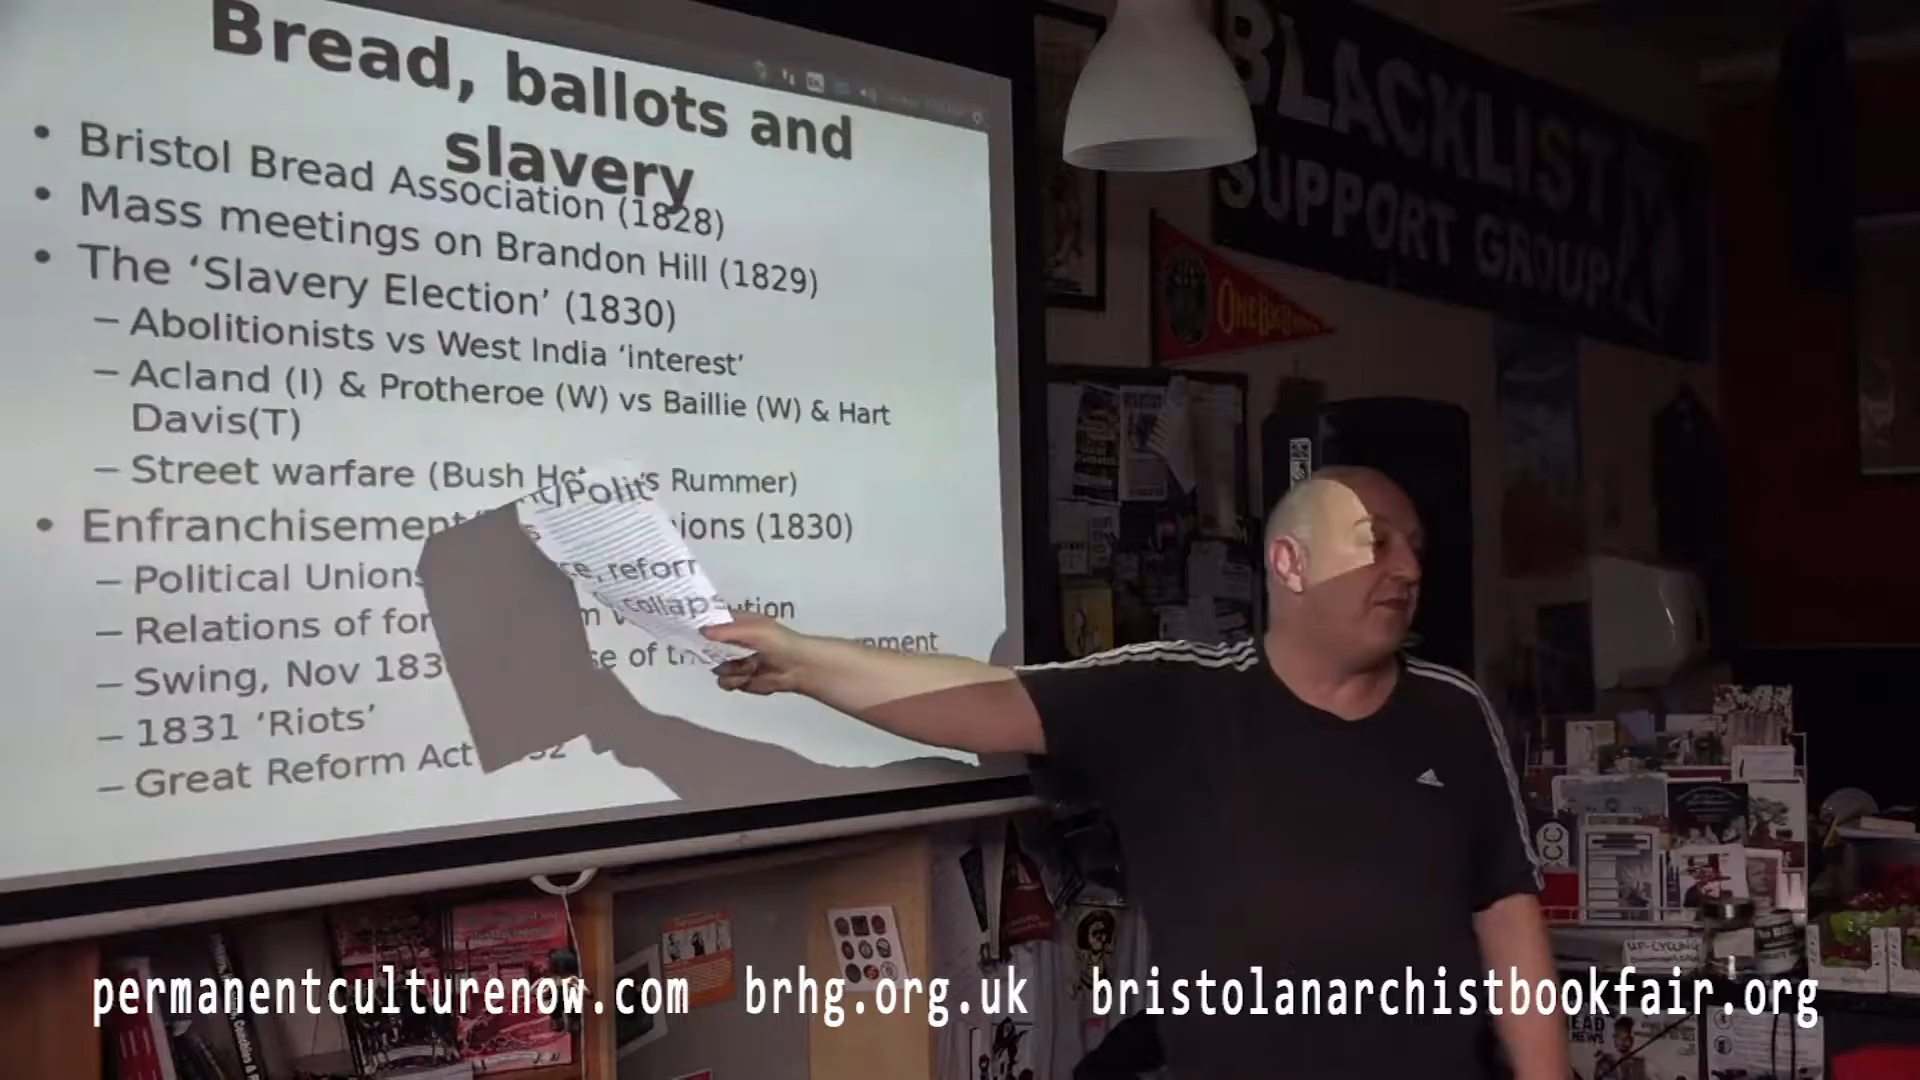 Bread, ballots and
slavery
• Bristol Bread Association (1828)
• Mass meetings on Brandon Hill (1829)
• The ‘Slavery Election’ (1830)
– Abolitionists vs West India ‘interest’
– Acland (I) & Protheroe (W) vs Baillie (W) & Hart
Davis(T)
– Street warfare (Bush Rummer)
• Enfranchisement (1830)
– Political Unions
– Relations of
– Swing, Nov
– 1831 ‘Riots’
– Great Reform Act
BLACKLIST
SUPPORT GROUP
UP-CYCLING
permanentculturenow.com brhg.org.uk bristolanarchistbookfair.org